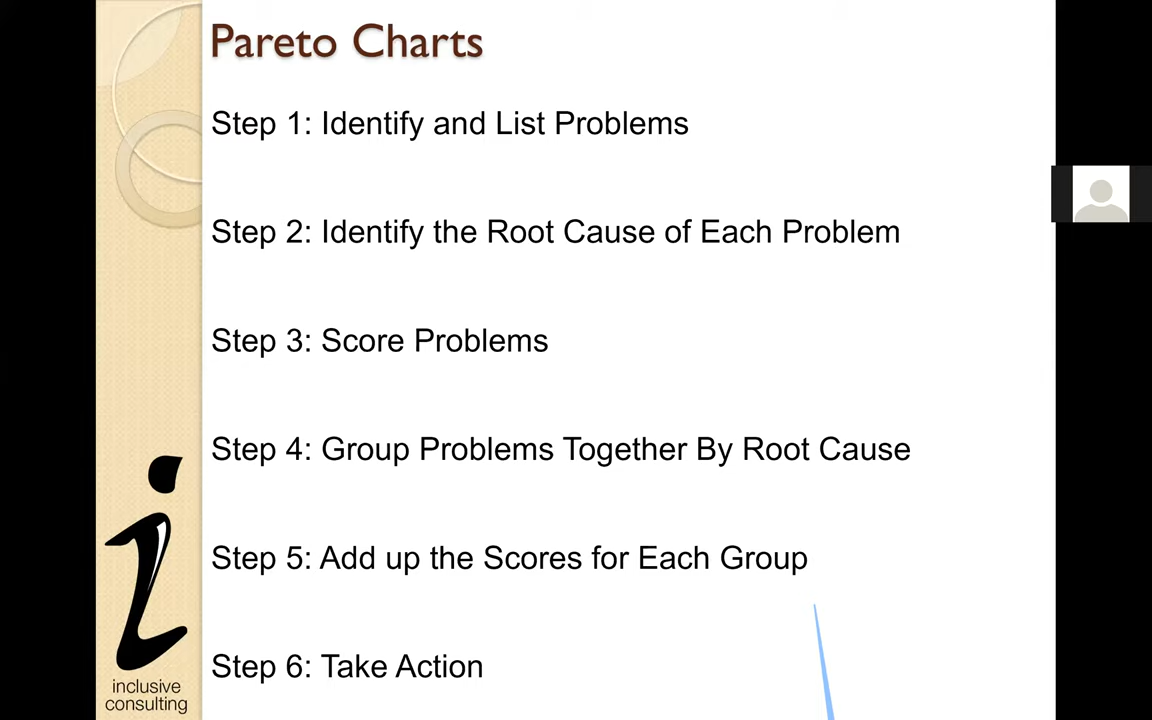 Pareto Charts
Step 1: Identify and List Problems
Step 2: Identify the Root Cause of Each Problem
Step 3: Score Problems
Step 4: Group Problems Together By Root Cause
Step 5: Add up the Scores for Each Group
Step 6: Take Action
inclusive
consulting